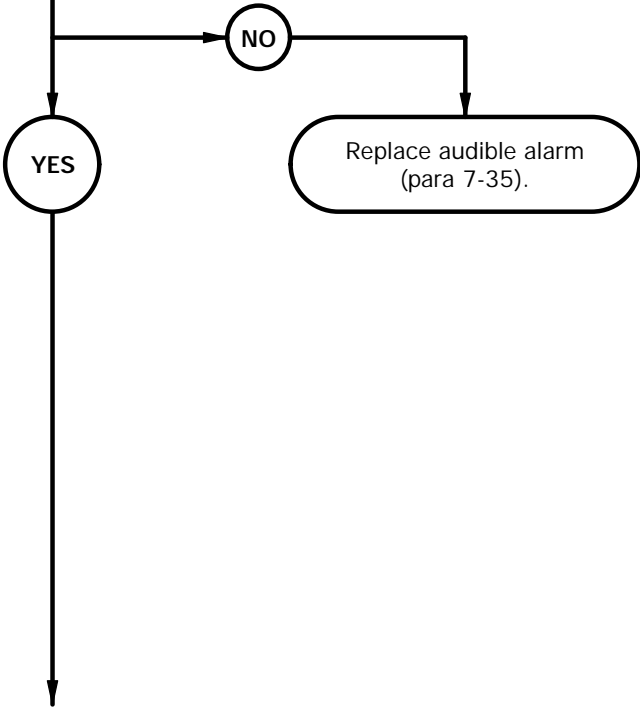 NO
YES
Replace audible alarm
(para 7-35).